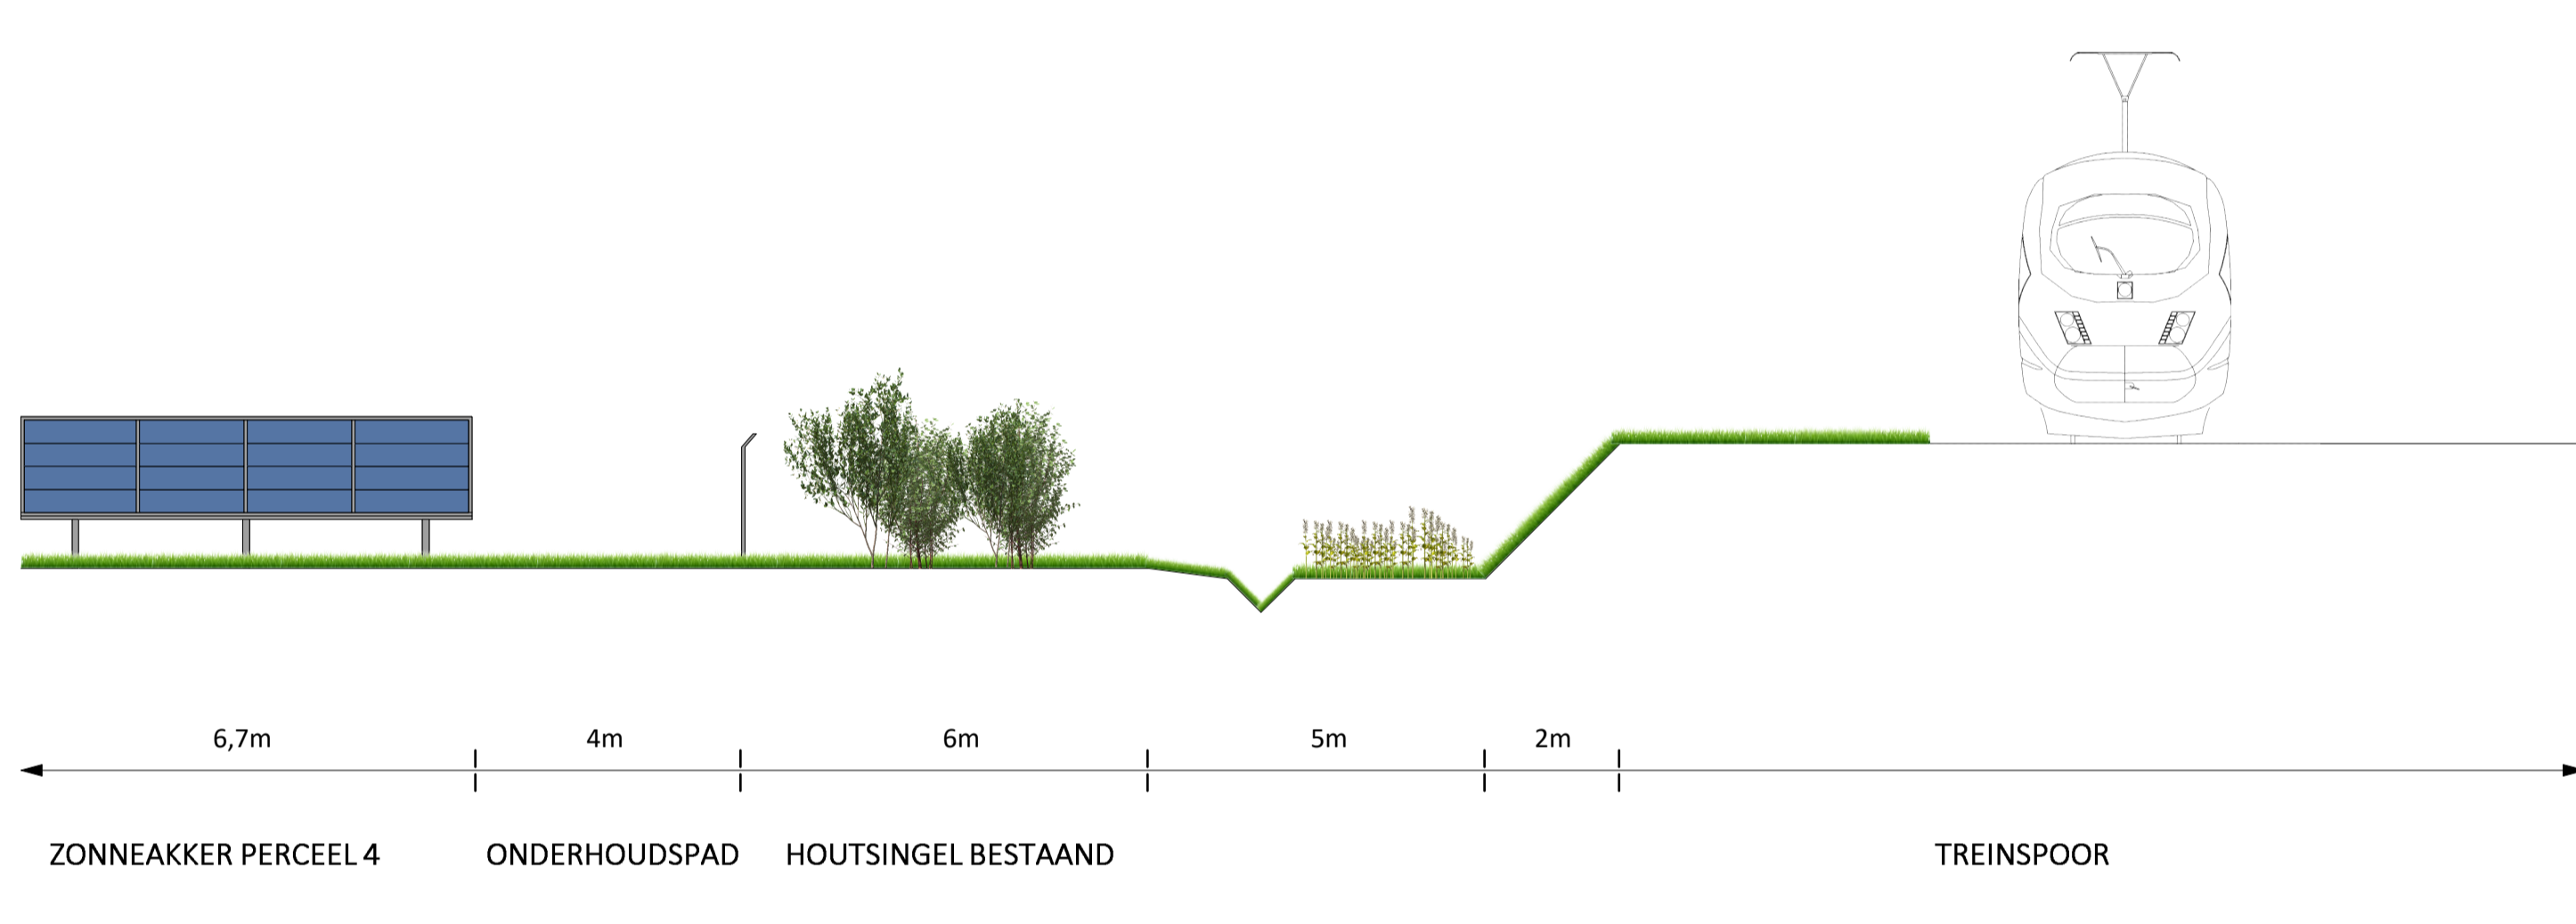 6,7m 4m 6m 5m 2m
ZONNEAKKER PERCEEL 4 ONDERHOUDSPAD HOUTSINGEL BESTAAND TREINSPOOR